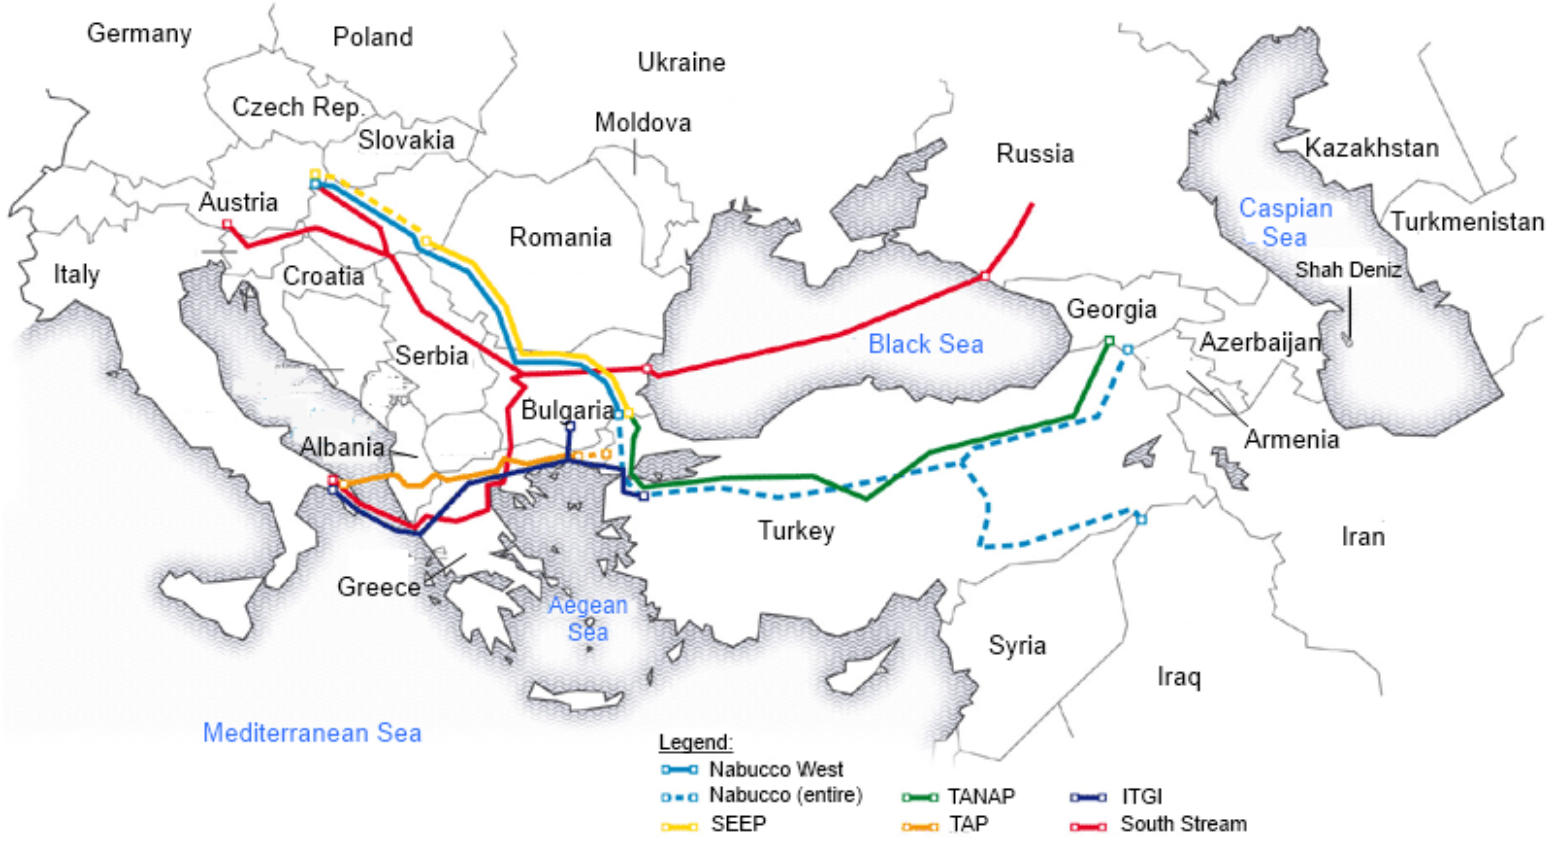 Germany
Poland
Ukraine
Czech Rep.
Slovakia
Moldova
Russia
Kazakhstan
Austria
Romania
Caspian
Sea
Turkmenistan
Italy
Croatia
Shah Deniz
Georgia
Serbia
Black Sea
Azerbaijan
Bulgaria
Albania
Armenia
Turkey
Iran
Greece
Aegean
Sea
Syria
Iraq
Mediterranean Sea
Legend:
Nabucco West
Nabucco (entire)
TANAP
ITGI
SEEP
TAP
South Stream